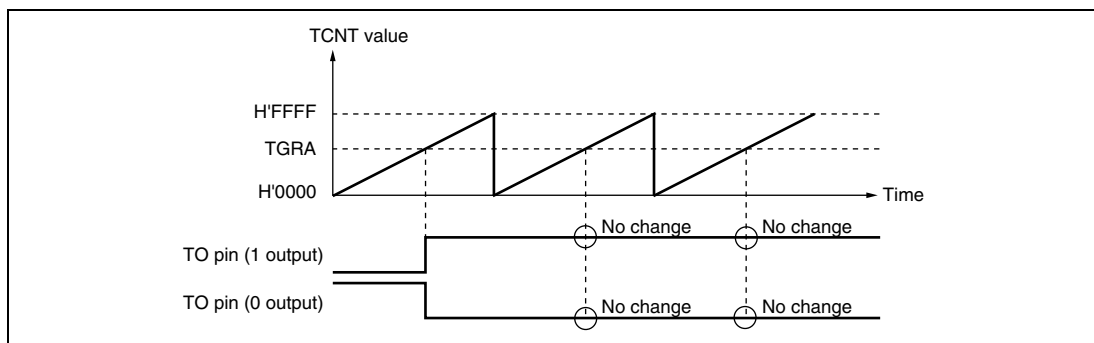 TCNT value
H'FFFF
TGRA
H'0000
Time
No change
No change
TO pin (1 output)
TO pin (0 output)
No change
No change